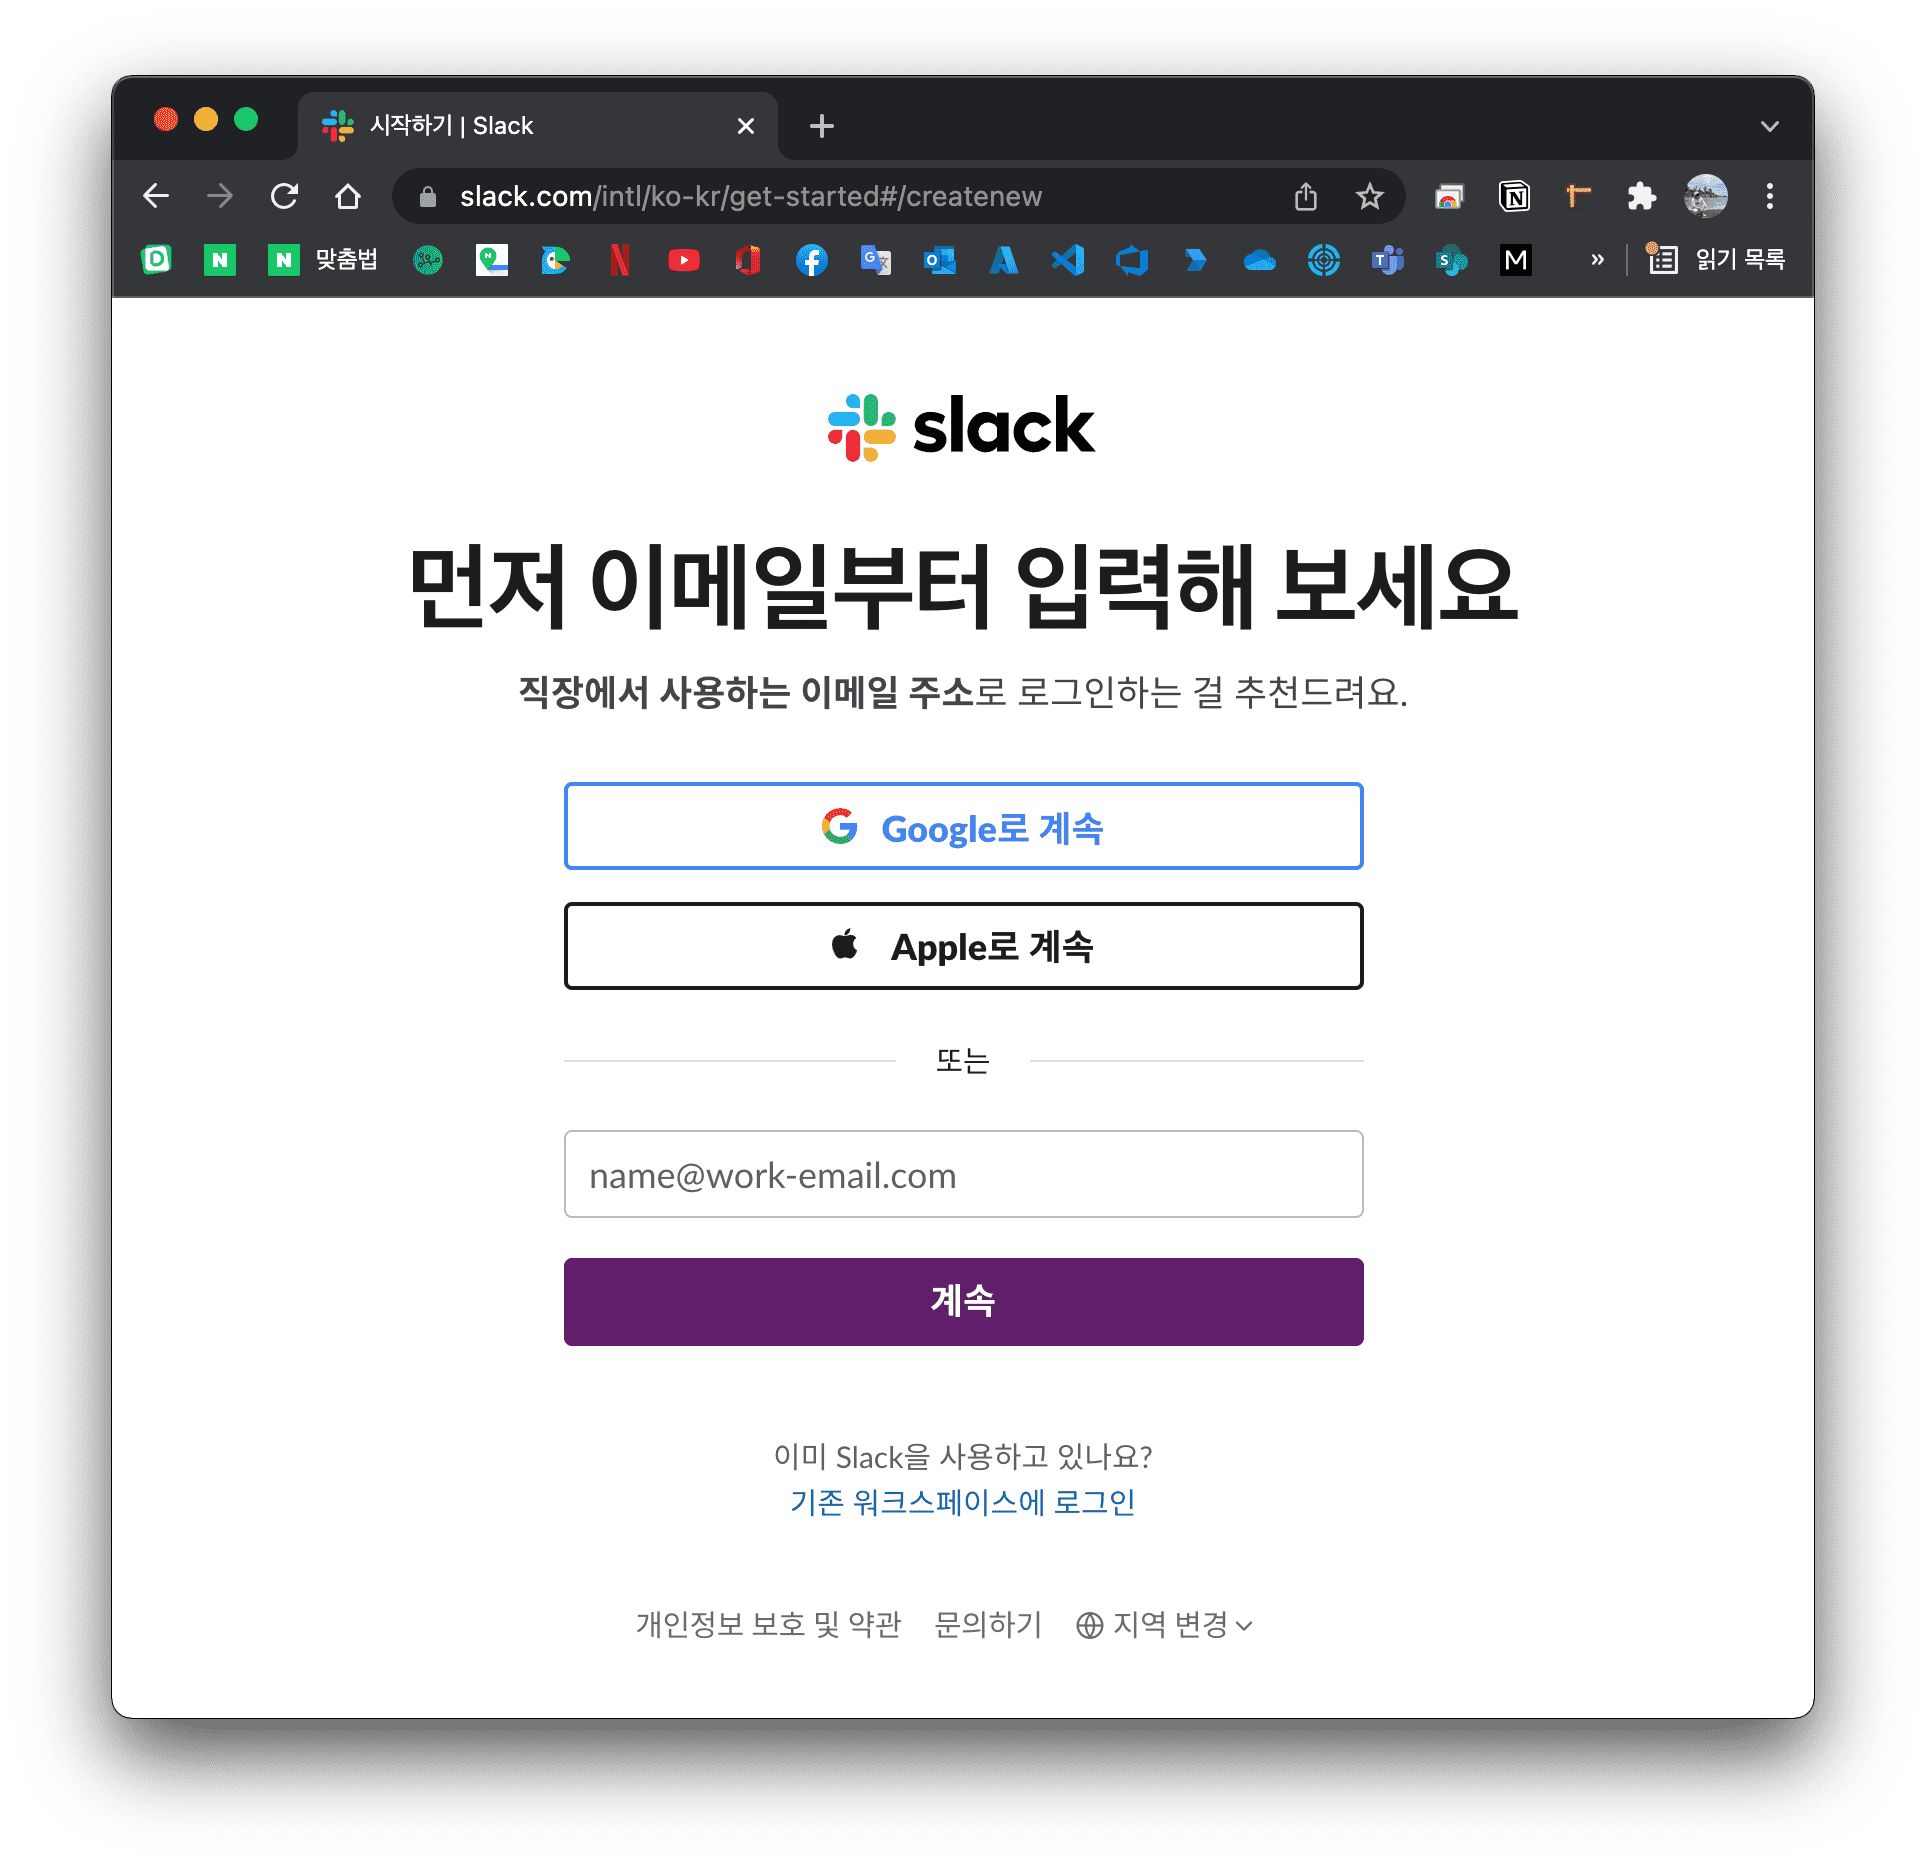 시작하기 | Slack
slack.com/intl/ko-kr/get-started#/createnew
맞춤법
읽기 목록
slack
먼저 이메일부터 입력해 보세요
직장에서 사용하는 이메일 주소로 로그인하는 걸 추천드려요.
Google로 계속
Apple로 계속
또는
name@work-email.com
계속
이미 Slack을 사용하고 있나요?
기존 워크스페이스에 로그인
개인정보 보호 및 약관 문의하기 지역 변경